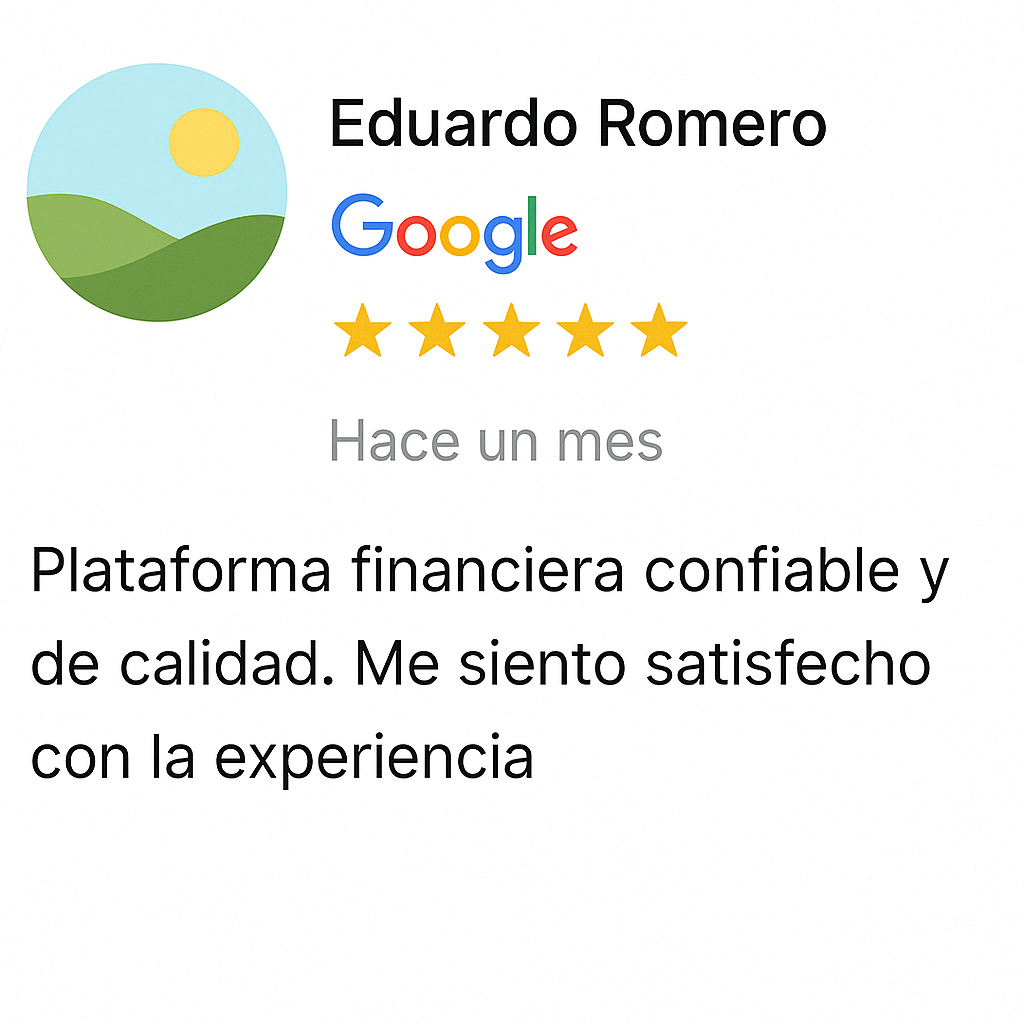 Eduardo Romero
Google
Hace un mes
Plataforma financiera confiable y
de calidad. Me siento satisfecho
con la experiencia